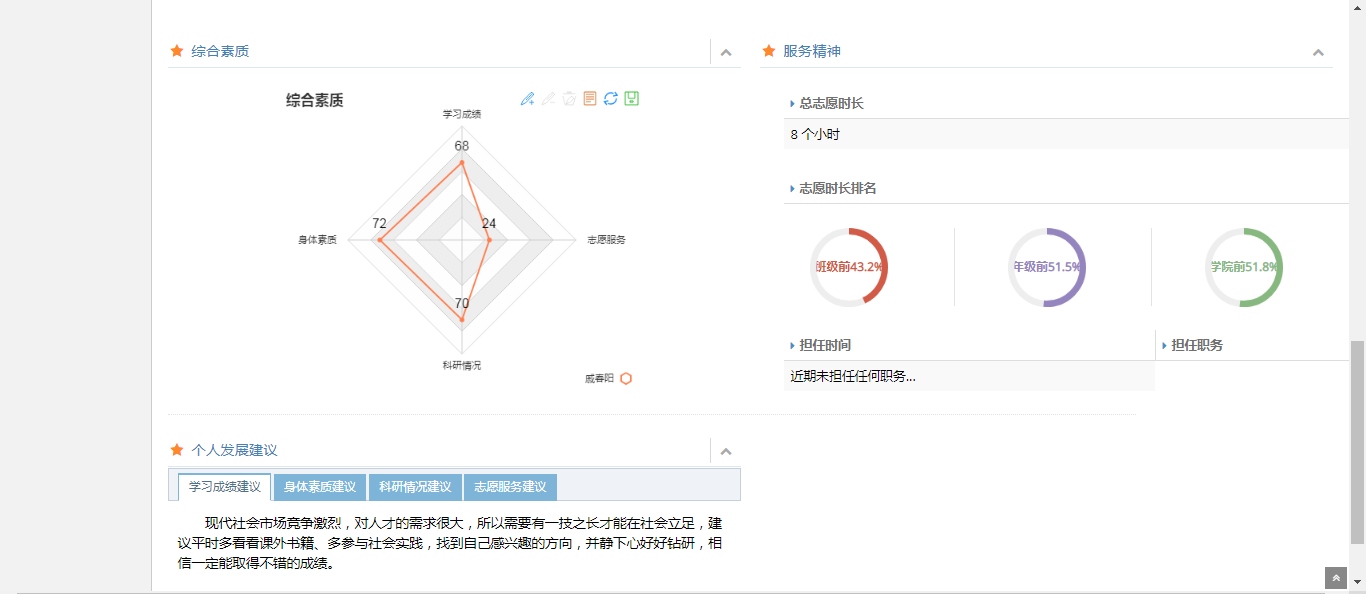 综合素质
综合素质
学习成绩
68
身体素质
72
24
志愿服务
70
科研情况
戚春阳
服务精神
总志愿时长
8 个小时
志愿时长排名
班级前43.2%
年级前51.5%
学院前51.8%
担任时间
担任职务
近期未担任任何职务...
个人发展建议
学习成绩建议 身体素质建议 科研情况建议 志愿服务建议
现代社会市场竞争激烈，对人才的需求很大，所以需要有一技之长才能在社会立足，建
议平时多看看课外书籍、多参与社会实践，找到自己感兴趣的方向，并静下心好好钻研，相
信一定能取得不错的成绩。